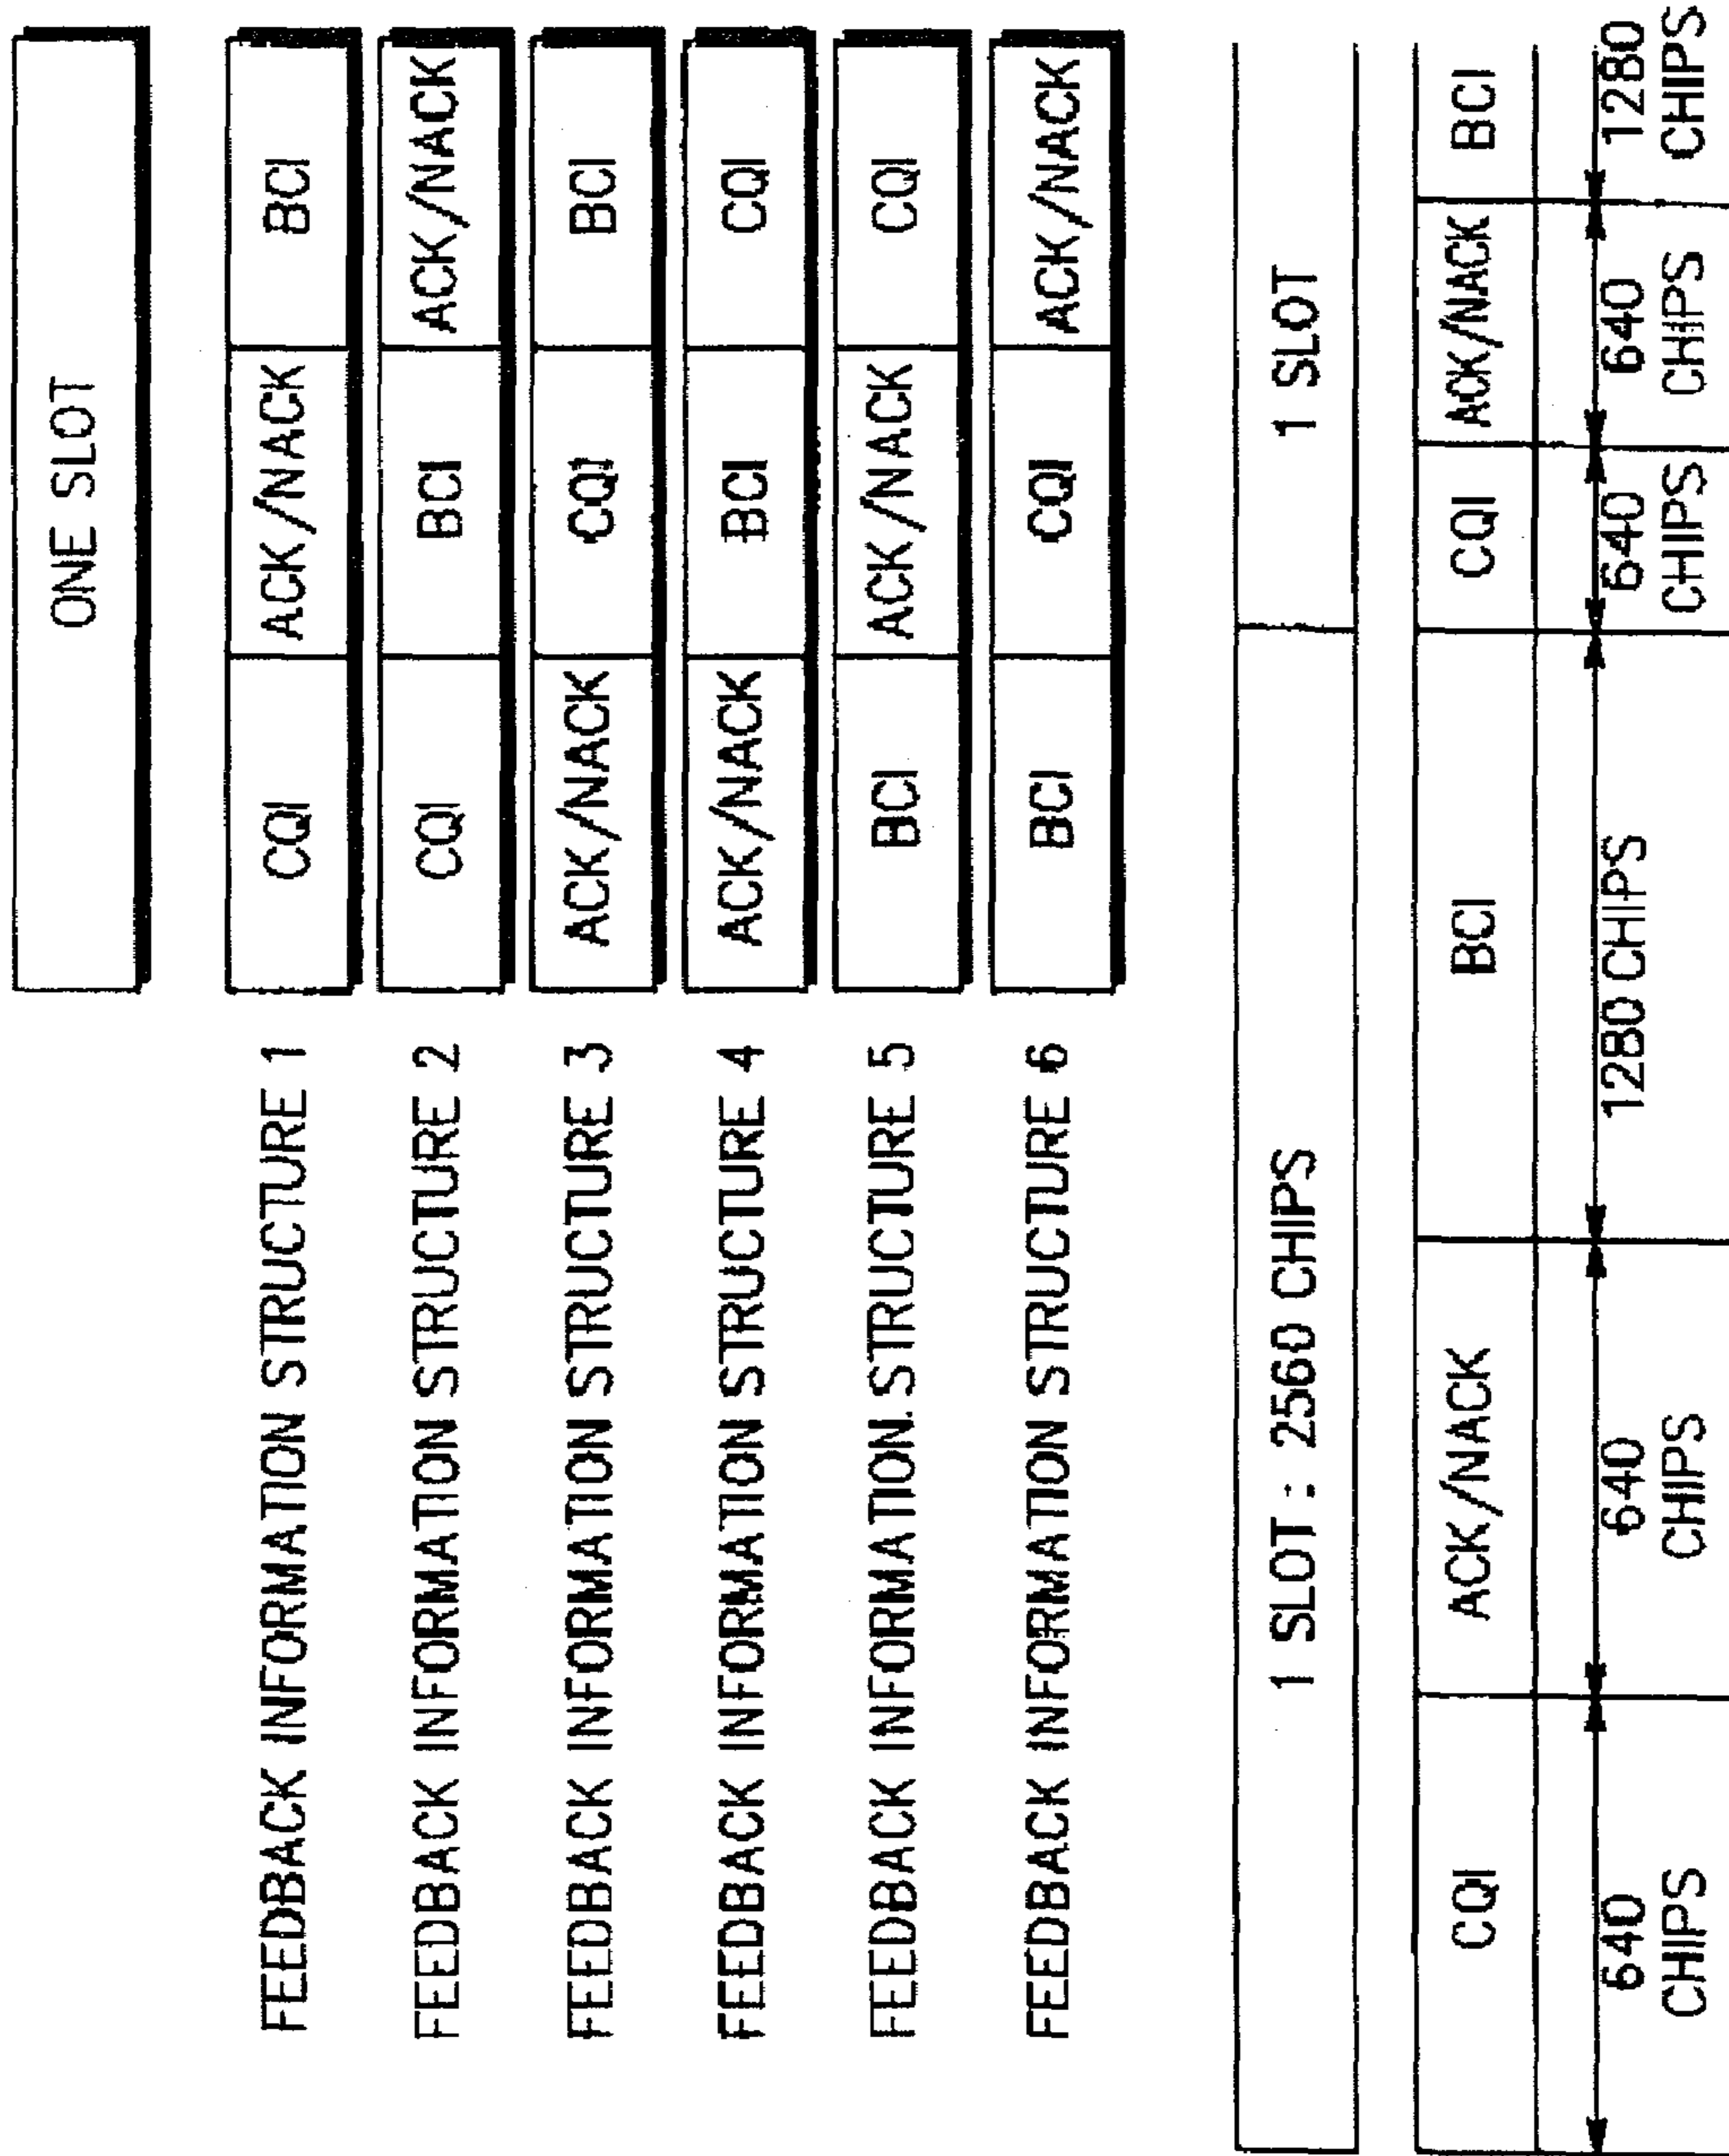 ONE SLOT
FEEDBACK INFORMATION STRUCTURE 1 CQI ACK/NACK BCI
FEEDBACK INFORMATION STRUCTURE 2 CQI BCI ACK/NACK
FEEDBACK INFORMATION STRUCTURE 3 ACK/NACK CQI BCI
FEEDBACK INFORMATION STRUCTURE 4 ACK/NACK BCI CQI
FEEDBACK INFORMATION STRUCTURE 5 BCI ACK/NACK CQI
FEEDBACK INFORMATION STRUCTURE 6 BCI CQI ACK/NACK
1 SLOT : 2560 CHIPS 1 SLOT
CQI ACK/NACK BCI CQI ACK/NACK BCI
640 640 1280 CHIPS 640 640 1280
CHIPS CHIPS CHIPS CHIPS CHIPS